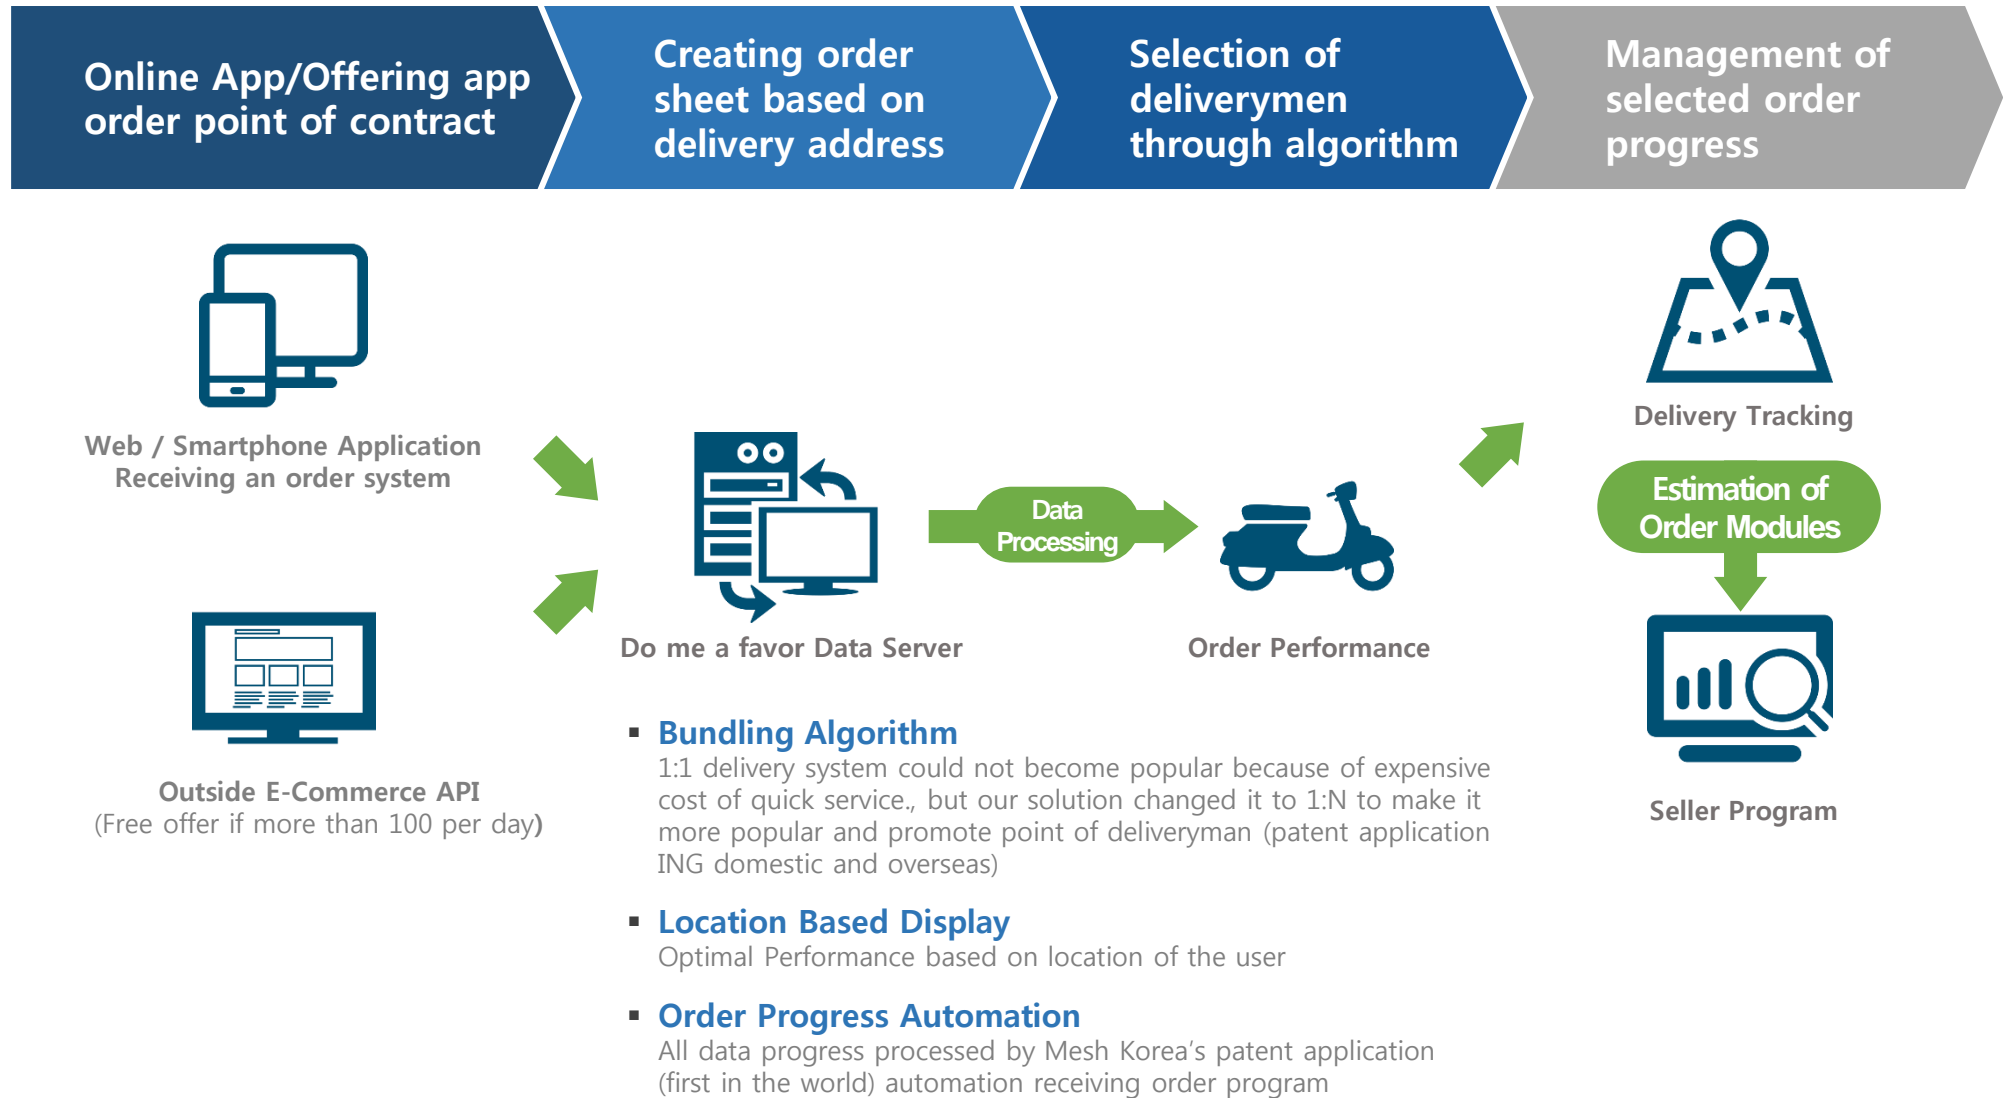 Online App/Offering app
order point of contract
Creating order
sheet based on
delivery address
Selection of
deliverymen
through algorithm
Management of
selected order
progress
Web / Smartphone Application
Receiving an order system
Outside E-Commerce API
(Free offer if more than 100 per day)
Do me a favor Data Server
Data
Processing
Order Performance
Delivery Tracking
Estimation of
Order Modules
Seller Program
▪ Bundling Algorithm
1:1 delivery system could not become popular because of expensive
cost of quick service., but our solution changed it to 1:N to make it
more popular and promote point of deliveryman (patent application
ING domestic and overseas)
▪ Location Based Display
Optimal Performance based on location of the user
▪ Order Progress Automation
All data progress processed by Mesh Korea’s patent application
(first in the world) automation receiving order program